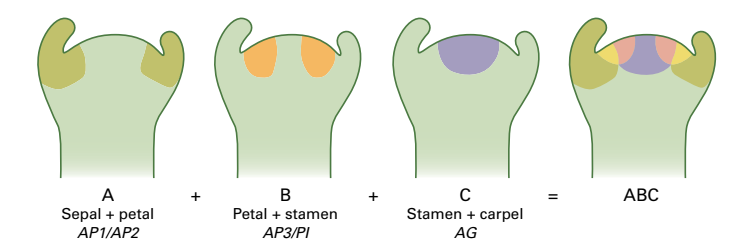 A + B + C = ABC
Sepal + petal Petal + stamen Stamen + carpel
AP1/AP2 AP3/PI AG